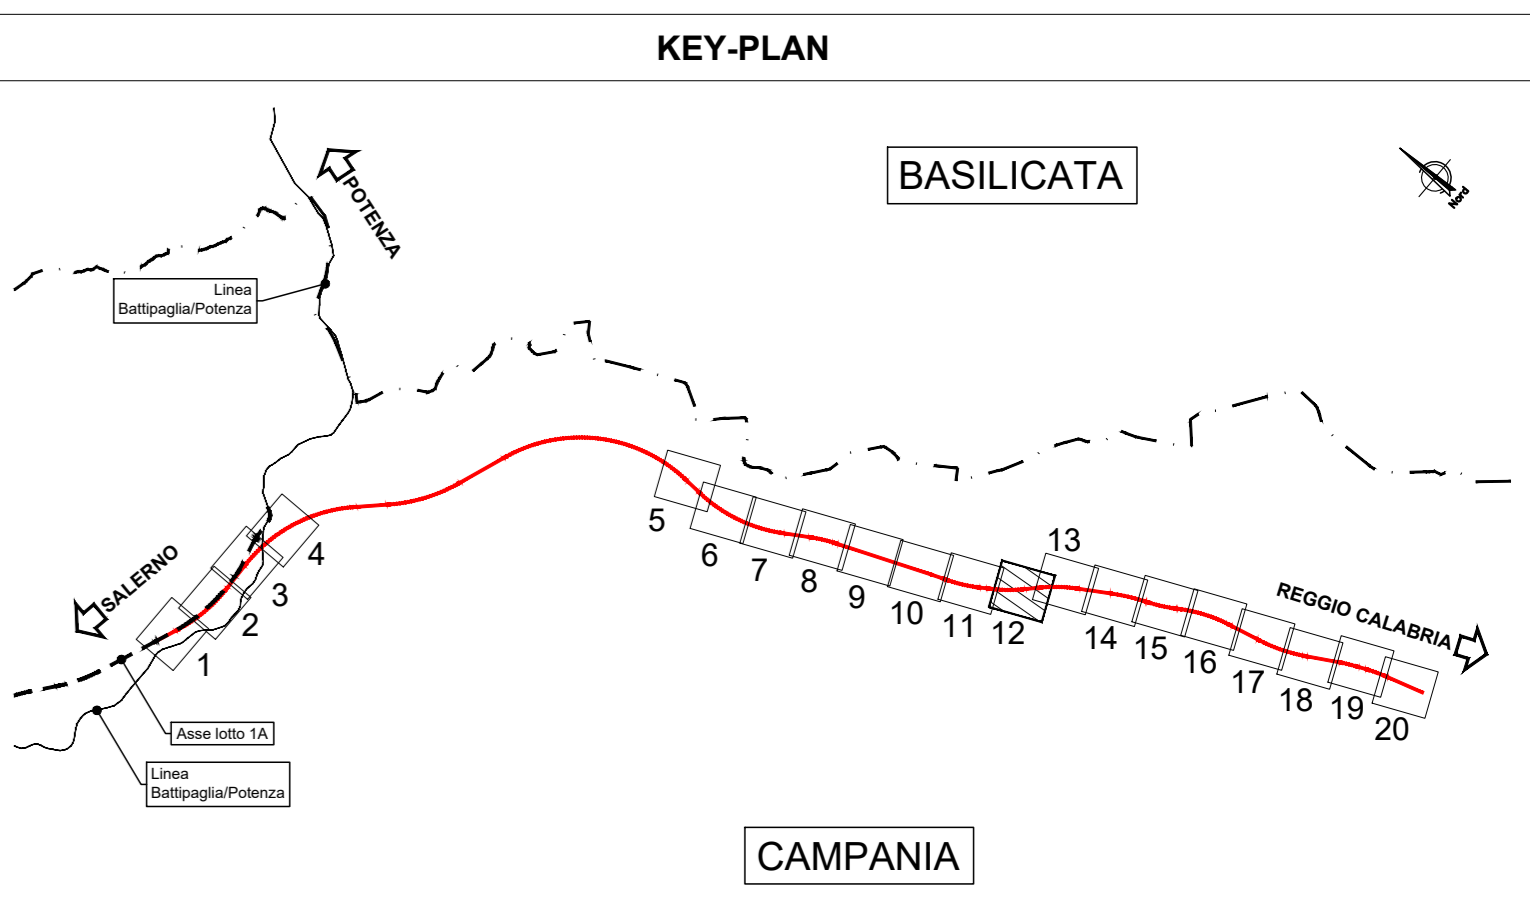 KEY-PLAN
BASILICATA
Nord
POTENZA
Linea
Battipaglia/Potenza
SALERNO
1
2
3
4
5
6
7
8
9
10
11
12
13
14
15
16
17
18
19
20
REGGIO CALABRIA
Asse lotto 1A
Linea
Battipaglia/Potenza
CAMPANIA